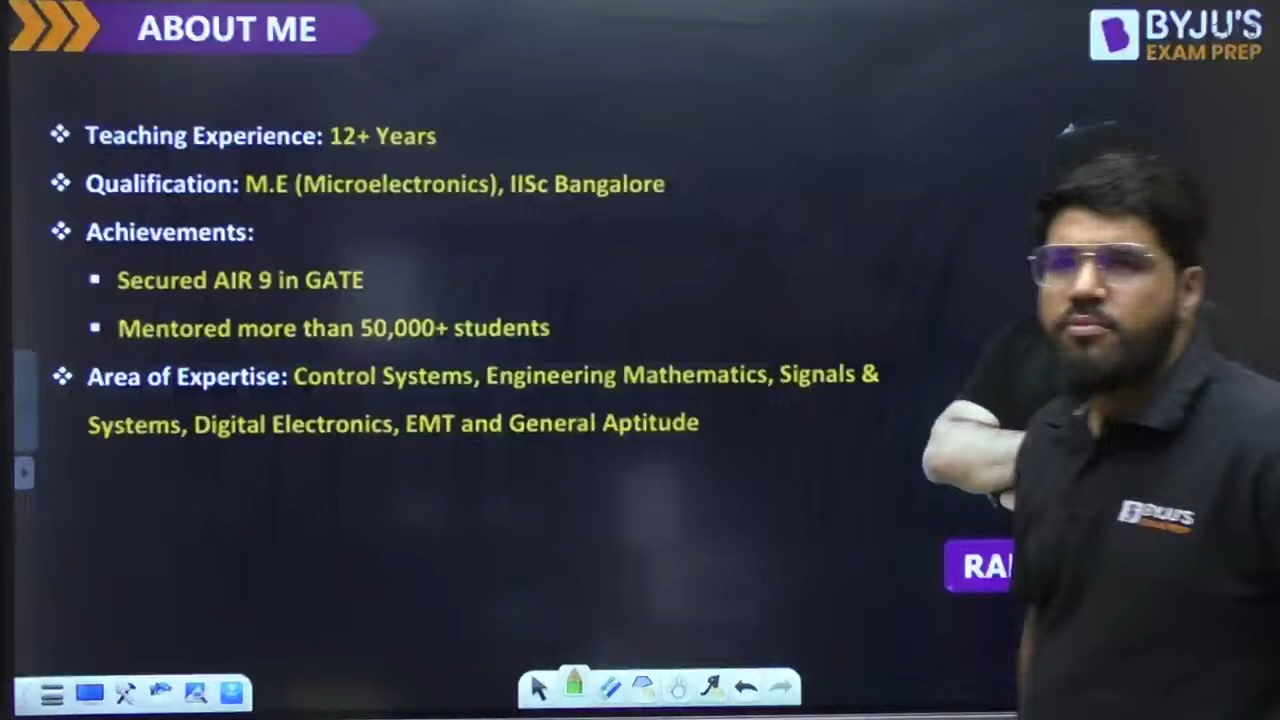 ABOUT ME
BYJU'S
EXAM PREP
Teaching Experience: 12+ Years
Qualification: M.E (Microelectronics), IISc Bangalore
Achievements:
Secured AIR 9 in GATE
Mentored more than 50,000+ students
Area of Expertise: Control Systems, Engineering Mathematics, Signals &
Systems, Digital Electronics, EMT and General Aptitude
BYJU'S